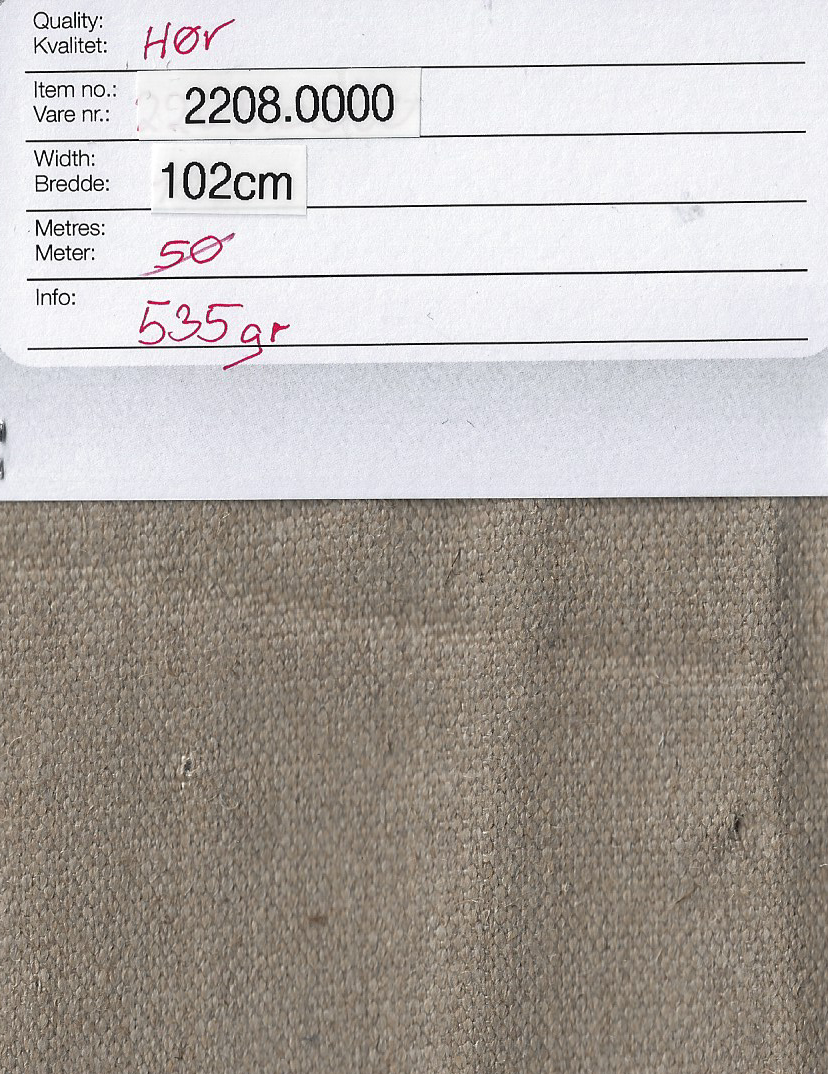 Quality:
Kvalitet: Hør
Item no.:
Vare nr.: 2208.0000
Width:
Bredde: 102cm
Metres:
Meter: 50
Info:
535gr